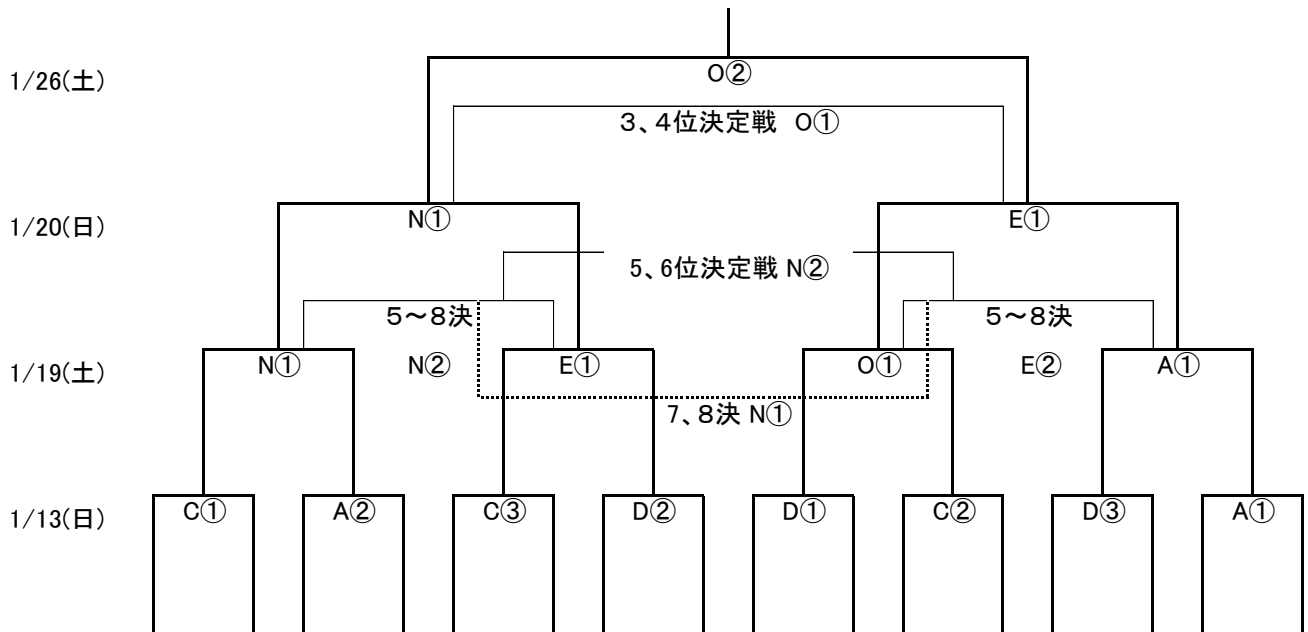 O②
1/26(土)
3、4位決定戦 O①
1/20(日)
N①
E①
5、6位決定戦 N②
5～8決
5～8決
1/19(土)
N①
N②
E①
O①
E②
A①
7、8決 N①
1/13(日)
C①
A②
C③
D②
D①
C②
D③
A①